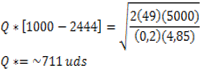 Q * [1000 − 2444] = √(2(49)(5000) / (0,2)(4,85))
Q *= ~711 uds